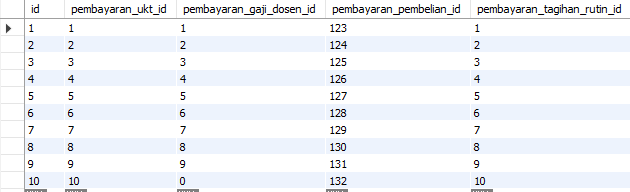 id pembayaran_ukt_id pembayaran_gaji_dosen_id pembayaran_pembelian_id pembayaran_tagihan_rutin_id
1 1 1 123 1
2 2 2 124 2
3 3 3 125 3
4 4 4 126 4
5 5 5 127 5
6 6 6 128 6
7 7 7 129 7
8 8 8 130 8
9 9 9 131 9
10 10 0 132 10